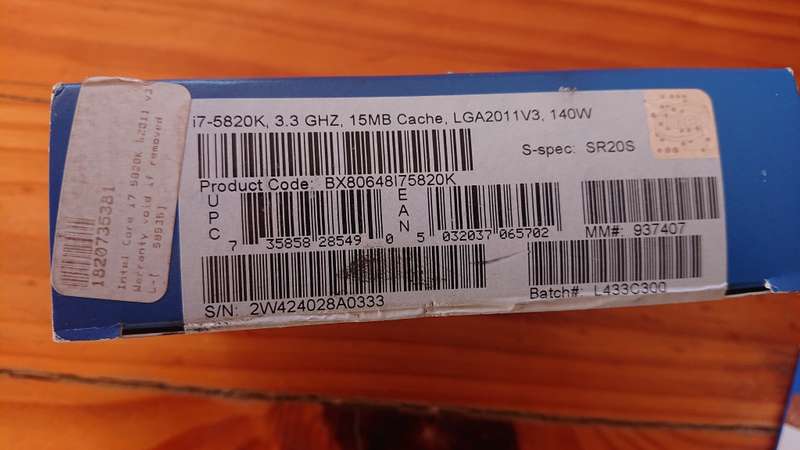 i7-5820K, 3.3 GHZ, 15MB Cache, LGA2011V3, 140W
S-spec: SR20S
Product Code: BX80648I75820K
UPC
7 35858 28549 0
EAN
5 032037 065702
MM#: 937407
S/N: 2W424028A0333
Batch#: L433C300
1820735381
Intel Core i7 5820K L2011 v3
Warranty void if removed